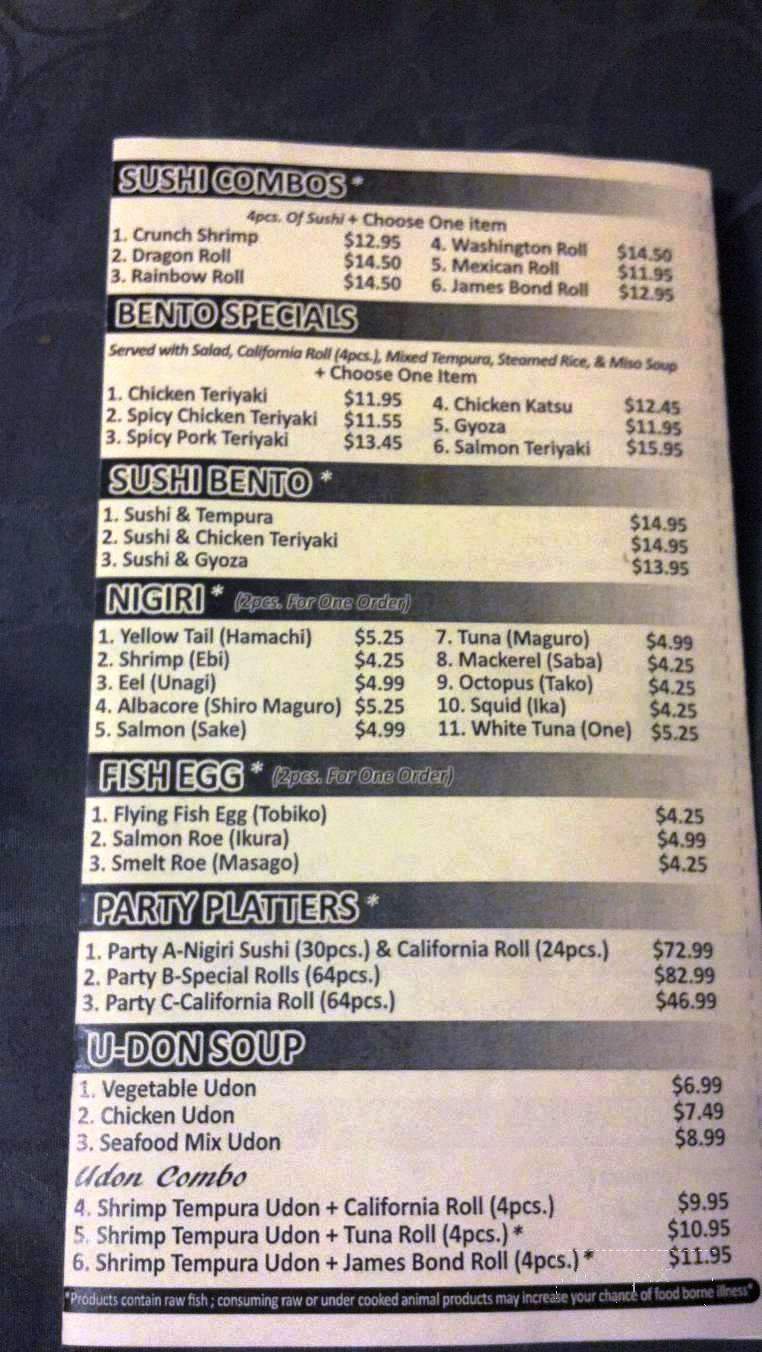 SUSHI COMBOS *
4pcs. Of Sushi + Choose One item
1. Crunch Shrimp $12.95 4. Washington Roll $14.50
2. Dragon Roll $14.50 5. Mexican Roll $11.95
3. Rainbow Roll $14.50 6. James Bond Roll $12.95
BENTO SPECIALS
Served with Salad, California Roll (4pcs.), Mixed Tempura, Steamed Rice, & Miso Soup
+ Choose One Item
1. Chicken Teriyaki $11.95 4. Chicken Katsu $12.45
2. Spicy Chicken Teriyaki $11.55 5. Gyoza $11.95
3. Spicy Pork Teriyaki $13.45 6. Salmon Teriyaki $15.95
SUSHI BENTO *
1. Sushi & Tempura $14.95
2. Sushi & Chicken Teriyaki $14.95
3. Sushi & Gyoza $13.95
NIGIRI * (2pcs. For One Order)
1. Yellow Tail (Hamachi) $5.25 7. Tuna (Maguro) $4.99
2. Shrimp (Ebi) $4.25 8. Mackerel (Saba) $4.25
3. Eel (Unagi) $4.99 9. Octopus (Tako) $4.25
4. Albacore (Shiro Maguro) $5.25 10. Squid (Ika) $4.25
5. Salmon (Sake) $4.99 11. White Tuna (One) $5.25
FISH EGG * (2pcs. For One Order)
1. Flying Fish Egg (Tobiko) $4.25
2. Salmon Roe (Ikura) $4.99
3. Smelt Roe (Masago) $4.25
PARTY PLATTERS *
1. Party A-Nigiri Sushi (30pcs.) & California Roll (24pcs.) $72.99
2. Party B-Special Rolls (64pcs.) $82.99
3. Party C-California Roll (64pcs.) $46.99
U-DON SOUP
1. Vegetable Udon $6.99
2. Chicken Udon $7.49
3. Seafood Mix Udon $8.99
Udon Combo
4. Shrimp Tempura Udon + California Roll (4pcs.) $9.95
5. Shrimp Tempura Udon + Tuna Roll (4pcs.) * $10.95
6. Shrimp Tempura Udon + James Bond Roll (4pcs.) * $11.95
*Products contain raw fish ; consuming raw or under cooked animal products may increase your chance of food borne illness*